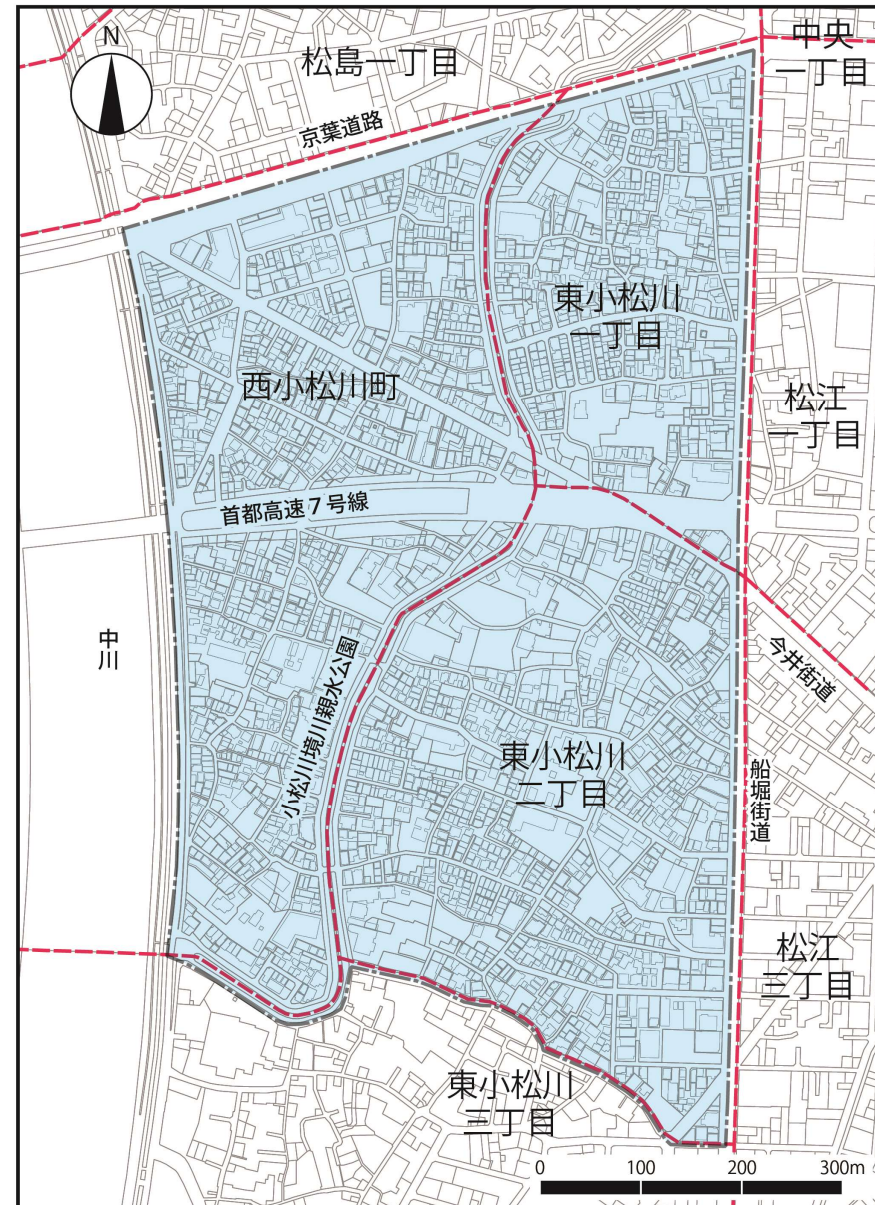 N
松島一丁目
中央
一丁目
京葉道路
東小松川
一丁目
西小松川町
松江
一丁目
首都高速7号線
中川
今井街道
小松川境川親水公園
東小松川
二丁目
船堀街道
松江
三丁目
東小松川
三丁目
0 100 200 300m